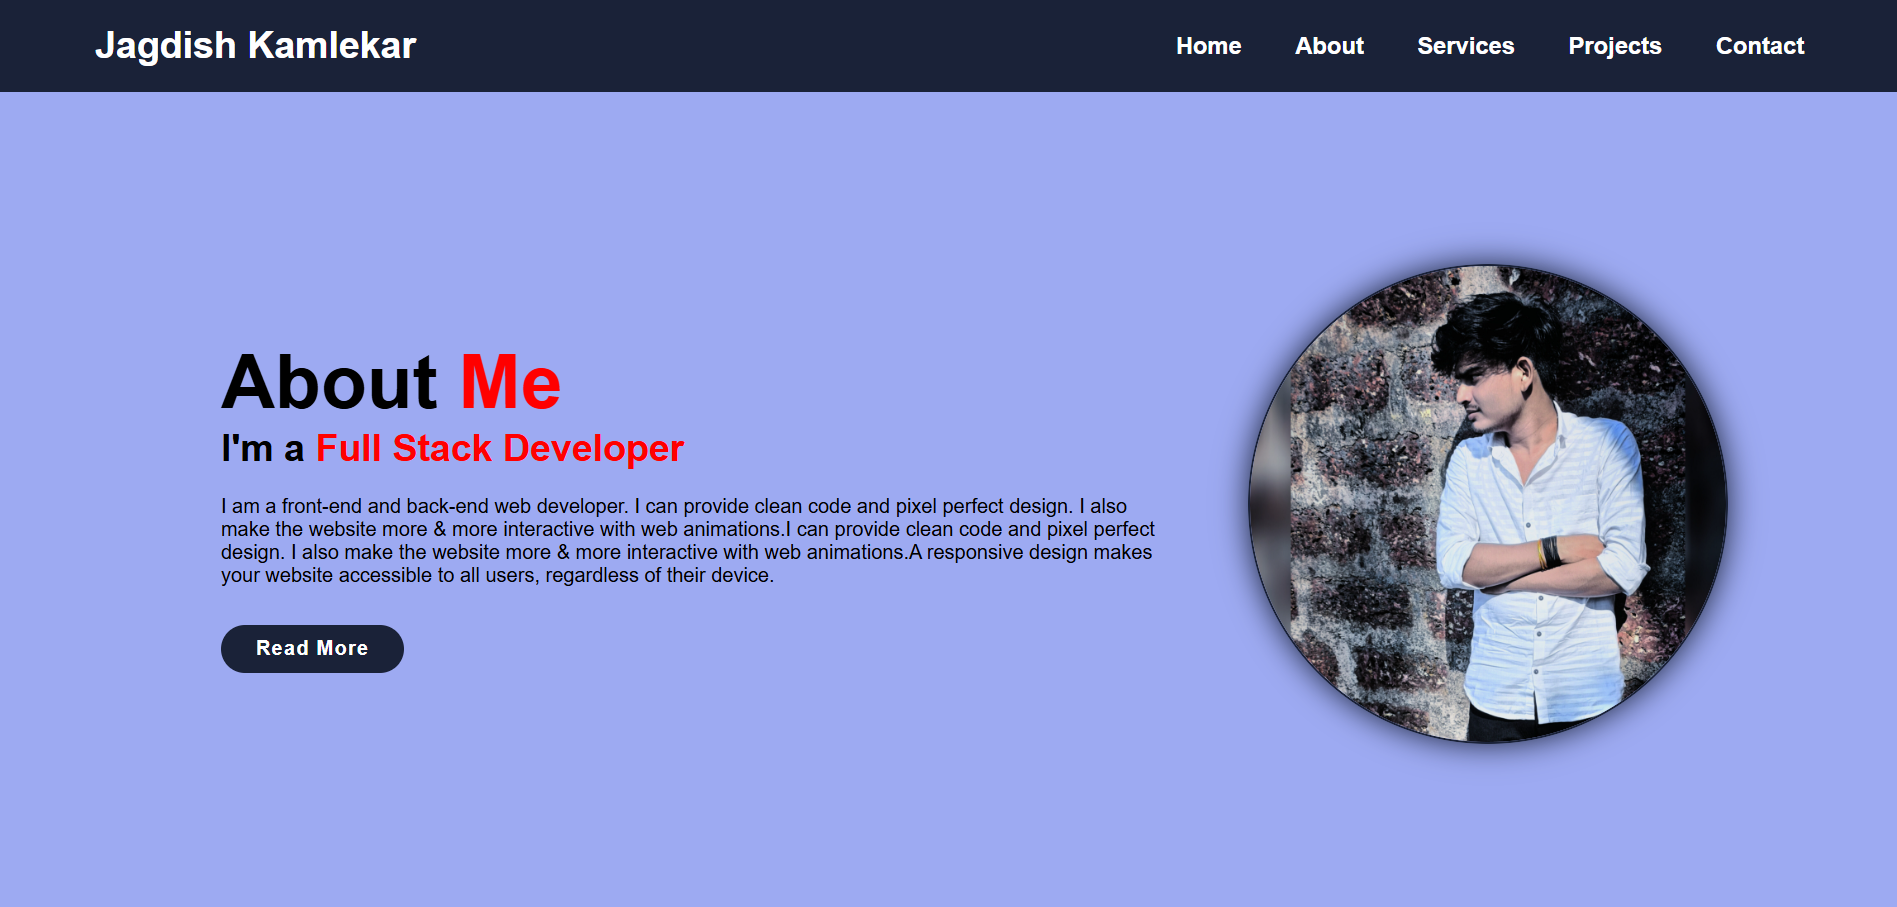 Jagdish Kamlekar
Home About Services Projects Contact
About Me
I'm a Full Stack Developer
I am a front-end and back-end web developer. I can provide clean code and pixel perfect design. I also
make the website more & more interactive with web animations.I can provide clean code and pixel perfect
design. I also make the website more & more interactive with web animations.A responsive design makes
your website accessible to all users, regardless of their device.
Read More